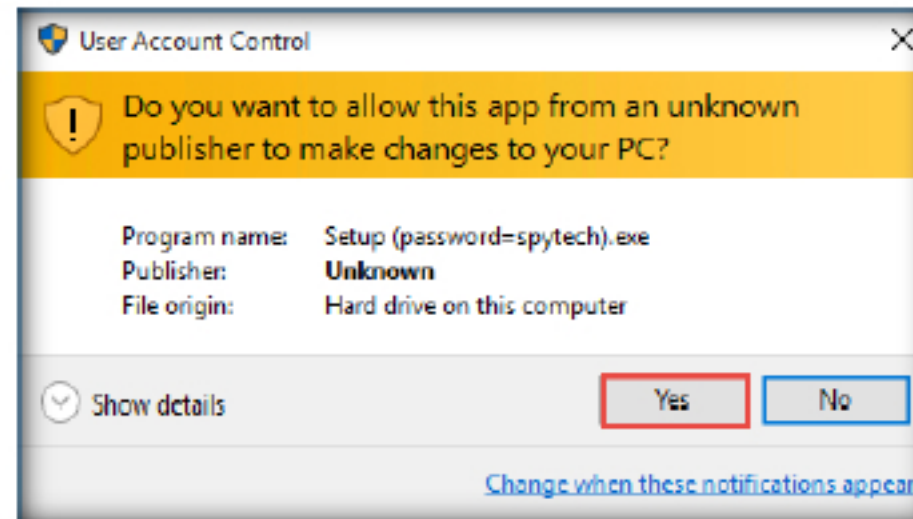 User Account Control
Do you want to allow this app from an unknown
publisher to make changes to your PC?
Program name: Setup (password=spytech).exe
Publisher: Unknown
File origin: Hard drive on this computer
Show details
Yes No
Change when these notifications appear